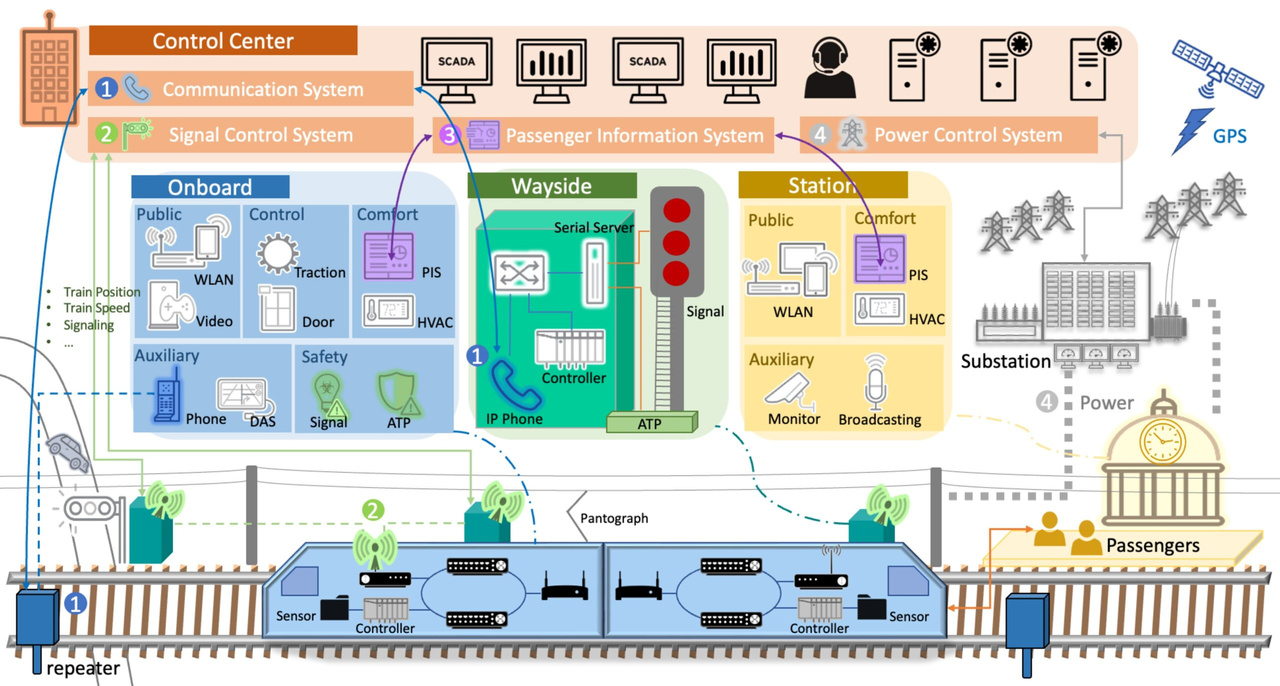 Control Center
SCADA
SCADA
1 Communication System
2 Signal Control System
3 Passenger Information System
4 Power Control System
GPS
Onboard
Public
WLAN
Video
Control
Traction
Door
Comfort
PIS
72°
HVAC
Auxiliary
Phone
DAS
Safety
Signal
ATP
Wayside
Serial Server
Signal
Controller
1
IP Phone
ATP
Station
Public
WLAN
Comfort
PIS
72°
HVAC
Auxiliary
Monitor
Broadcasting
• Train Position
• Train Speed
• Signaling
• ...
Substation
4 Power
2
Pantograph
Passengers
Sensor
Controller
Controller
Sensor
1
repeater